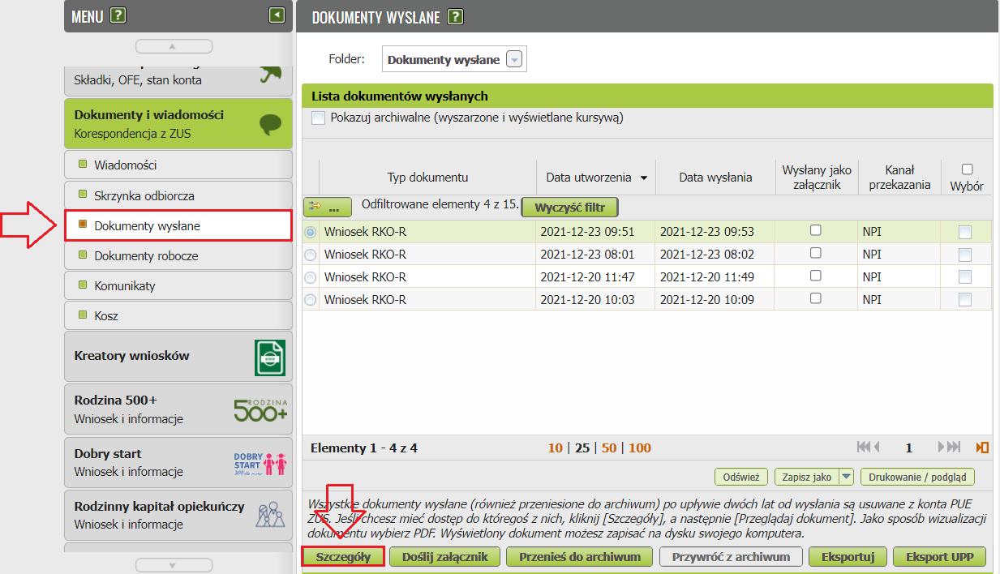 MENU ?
DOKUMENTY WYSLANE ?
Składki, OFE, stan konta
Dokumenty i wiadomości
Korespondencja z ZUS
Wiadomości
Skrzynka odbiorcza
Dokumenty wysłane
Dokumenty robocze
Komunikaty
Kosz
Kreatory wniosków
Rodzina 500+
Wniosek i informacje
RODZINA
500+
Dobry start
Wniosek i informacje
DOBRY
START
Rodzinny kapitał opiekuńczy
Wniosek i informacje
Folder: Dokumenty wysłane
Lista dokumentów wysłanych
Pokazuj archiwalne (wyszarzone i wyświetlane kursywą)
Typ dokumentu Data utworzenia Data wysłania Wysłany jako załącznik Kanał przekazania Wybór
... Odfiltrowane elementy 4 z 15. Wyczyść filtr
Wniosek RKO-R 2021-12-23 09:51 2021-12-23 09:53 NPI
Wniosek RKO-R 2021-12-23 08:01 2021-12-23 08:02 NPI
Wniosek RKO-R 2021-12-20 11:47 2021-12-20 11:49 NPI
Wniosek RKO-R 2021-12-20 10:03 2021-12-20 10:09 NPI
Elementy 1 - 4 z 4 10 | 25 | 50 | 100 1
Odśwież Zapisz jako Drukowanie / podgląd
Wszystkie dokumenty wysłane (również przeniesione do archiwum) po upływie dwóch lat od wysłania są usuwane z konta PUE
ZUS. Jeśli chcesz mieć dostęp do któregoś z nich, kliknij [Szczegóły], a następnie [Przeglądaj dokument]. Jako sposób wizualizacji
dokumentu wybierz PDF. Wyświetlony dokument możesz zapisać na dysku swojego komputera.
Szczegóły Doślij załącznik Przenieś do archiwum Przywróć z archiwum Eksportuj Eksport UPP